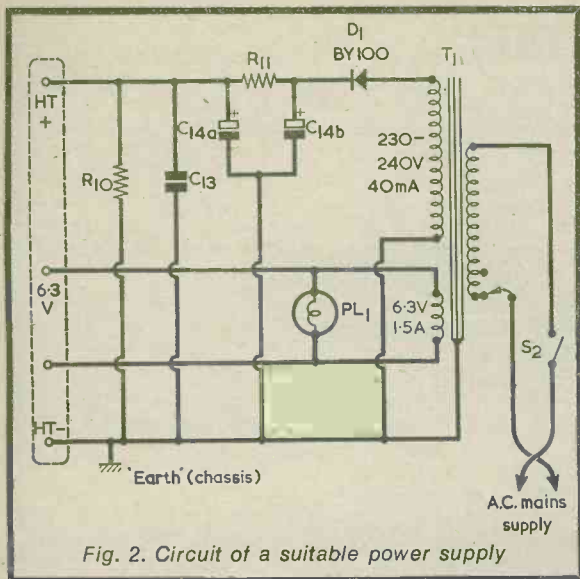 D1
BY100
T1
R11
HT
+
+
+
C14a
C14b
230-
240V
40mA
R10
C13
6·3
V
PL1
6·3V
1·5A
S2
HT-
'Earth' (chassis)
A.C. mains
supply
Fig. 2. Circuit of a suitable power supply